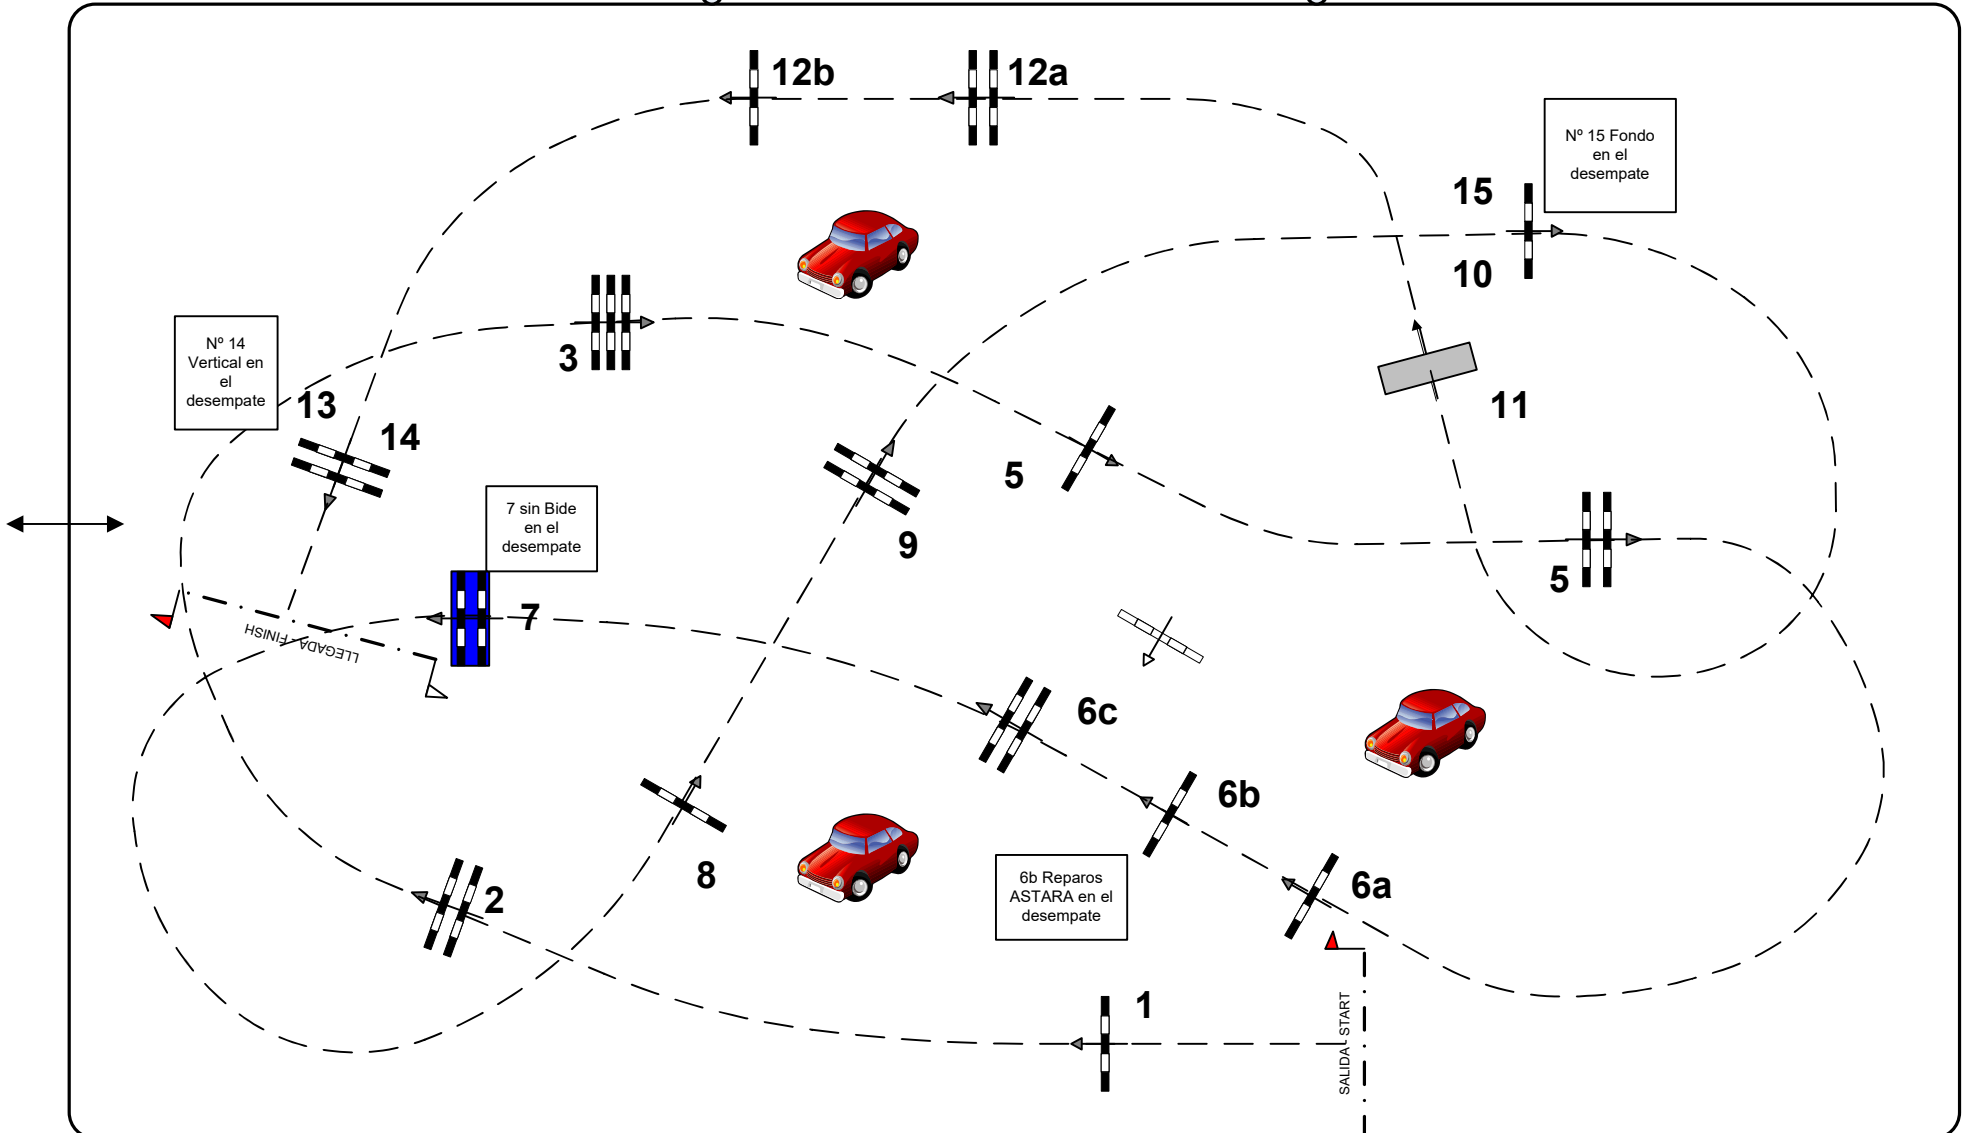 12b
12a
Nº 15 Fondo
en el
desempate
15
10
3
Nº 14
Vertical en
el
desempate
13
14
11
5
9
5
7 sin Bide
en el
desempate
7
LLEGADA-FINISH
6c
6b
6a
8
2
6b Reparos
ASTARA en el
desempate
1
SALIDA - START